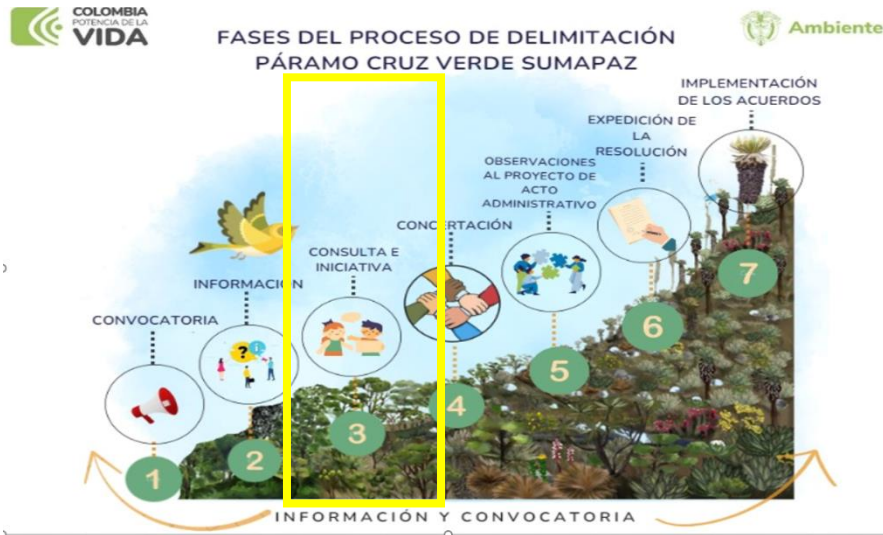 COLOMBIA
POTENCIA DE LA
VIDA
Ambiente
FASES DEL PROCESO DE DELIMITACIÓN
PÁRAMO CRUZ VERDE SUMAPAZ
CONVOCATORIA
1
INFORMACIÓN
? i
2
CONSULTA E
INICIATIVA
3
CONCERTACIÓN
4
OBSERVACIONES
AL PROYECTO DE
ACTO
ADMINISTRATIVO
5
EXPEDICIÓN DE
LA
RESOLUCIÓN
6
IMPLEMENTACIÓN
DE LOS ACUERDOS
7
INFORMACIÓN Y CONVOCATORIA